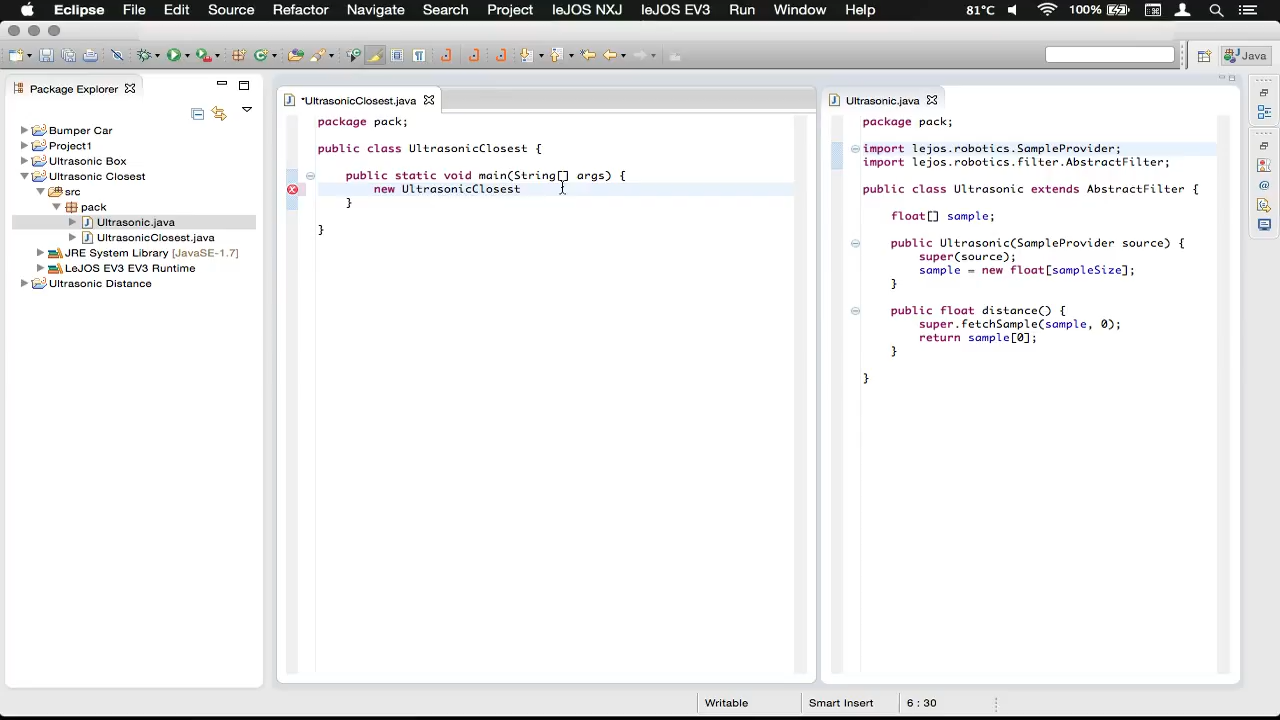 Eclipse File Edit Source Refactor Navigate Search Project leJOS NXJ leJOS EV3 Run Window Help 81°C 100%
Java
Package Explorer
Bumper Car
Project1
Ultrasonic Box
Ultrasonic Closest
src
pack
Ultrasonic.java
UltrasonicClosest.java
JRE System Library [JavaSE-1.7]
LeJOS EV3 EV3 Runtime
Ultrasonic Distance
*UltrasonicClosest.java
package pack;
public class UltrasonicClosest {
public static void main(String[] args) {
new UltrasonicClosest
}
}
Ultrasonic.java
package pack;
import lejos.robotics.SampleProvider;
import lejos.robotics.filter.AbstractFilter;
public class Ultrasonic extends AbstractFilter {
float[] sample;
public Ultrasonic(SampleProvider source) {
super(source);
sample = new float[sampleSize];
}
public float distance() {
super.fetchSample(sample, 0);
return sample[0];
}
}
Writable Smart Insert 6 : 30